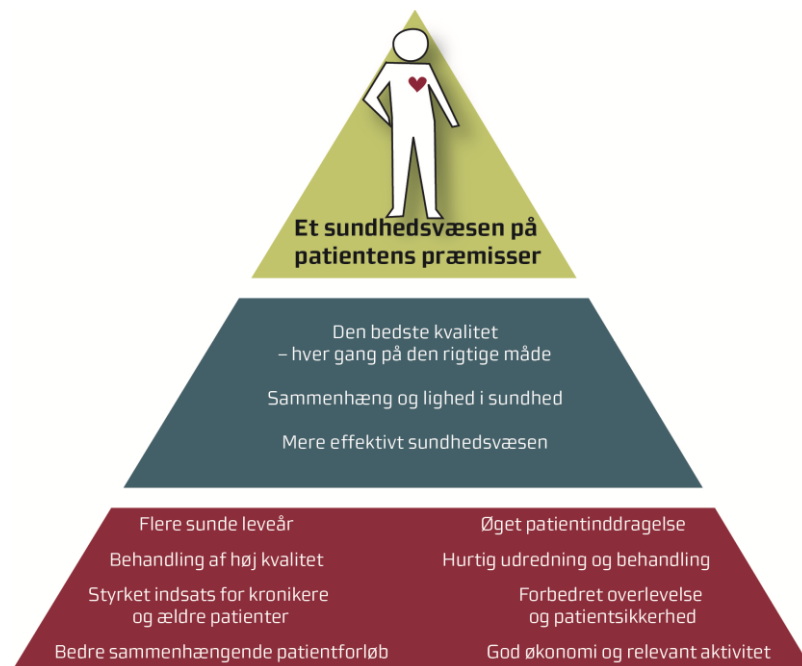 Et sundhedsvæsen på
patientens præmisser
Den bedste kvalitet
– hver gang på den rigtige måde
Sammenhæng og lighed i sundhed
Mere effektivt sundhedsvæsen
Flere sunde leveår
Behandling af høj kvalitet
Styrket indsats for kronikere
og ældre patienter
Bedre sammenhængende patientforløb
Øget patientinddragelse
Hurtig udredning og behandling
Forbedret overlevelse
og patientsikkerhed
God økonomi og relevant aktivitet